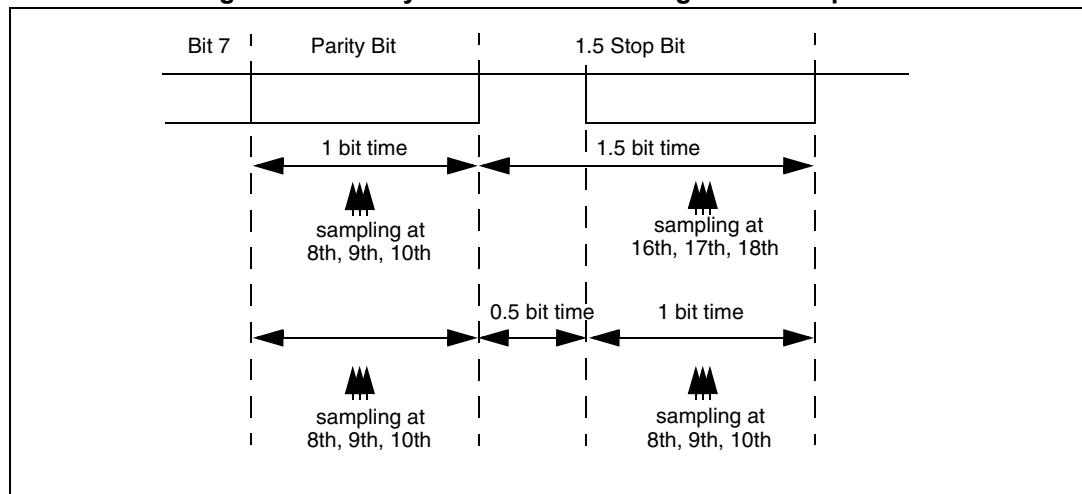 Bit 7 Parity Bit 1.5 Stop Bit
1 bit time 1.5 bit time
sampling at
8th, 9th, 10th
sampling at
16th, 17th, 18th
0.5 bit time 1 bit time
sampling at
8th, 9th, 10th
sampling at
8th, 9th, 10th